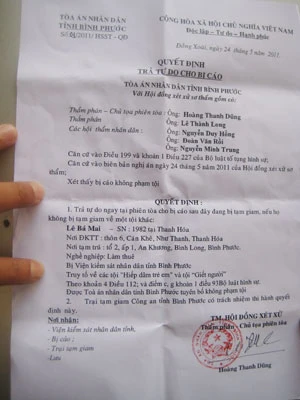 TÒA ÁN NHÂN DÂN
TỈNH BÌNH PHƯỚC
Số /2011/ HSST - QĐ
CỘNG HÒA XÃ HỘI CHỦ NGHĨA VIỆT NAM
Độc lập – Tự do – Hạnh phúc
Đồng Xoài, ngày 24 tháng 5 năm 2011
QUYẾT ĐỊNH
TRẢ TỰ DO CHO BỊ CÁO
TÒA ÁN NHÂN DÂN TỈNH BÌNH PHƯỚC
Với Hội đồng xét xử sơ thẩm gồm có:
Thẩm phán – Chủ tọa phiên tòa: Ông: Hoàng Thanh Dũng
Thẩm phán Ông: Lê Thành Long
Các hội thẩm nhân dân : Ông: Nguyễn Duy Hồng
Ông: Đoàn Văn Rồi
Ông: Nguyễn Minh Trung
Căn cứ vào Điều 199 và khoản 1 Điều 227 của Bộ luật tố tụng hình sự,
Căn cứ vào biên bản nghị án ngày 24 tháng 5 năm 2011 của Hội đồng xét xử sơ
thẩm;
Xét thấy bị cáo không phạm tội
QUYẾT ĐỊNH :
1. Trả tự do ngay tại phiên tòa cho bị cáo sau đây đang bị tạm giam, nếu họ
không bị tạm giam về một tội khác:
Lê Bá Mai – SN : 1982 tại Thanh Hóa
Nơi ĐKTT : thôn 6, Cán Khê, Như Thanh, Thanh Hóa
Nơi tạm trú : tổ 2, ấp 1, An Khương, Bình Long, Bình Phước.
Nghề nghiệp: Làm thuê
Bị Viện kiểm sát nhân dân tỉnh Bình Phước
Truy tố về các tội "Hiếp dâm trẻ em" và tội "Giết người"
Theo khoản 4 Điều 112; và điểm c, g khoản 1 điều 93Bộ luật hình sự.
Được Tòa án nhân dân tỉnh Bình Phước tuyên bố không phạm tội
2. Trại tạm giam Công an tỉnh Bình Phước có trách nhiệm thi hành quyết
định này.
Nơi nhận:
- Viện kiểm sát nhân dân tỉnh,
- Bị cáo ;
- Trại tạm giam
-Lưu
TM. HỘI ĐỒNG XÉT XỬ
Thẩm phán – Chủ tọa phiên tòa
Hoàng Thanh Dũng